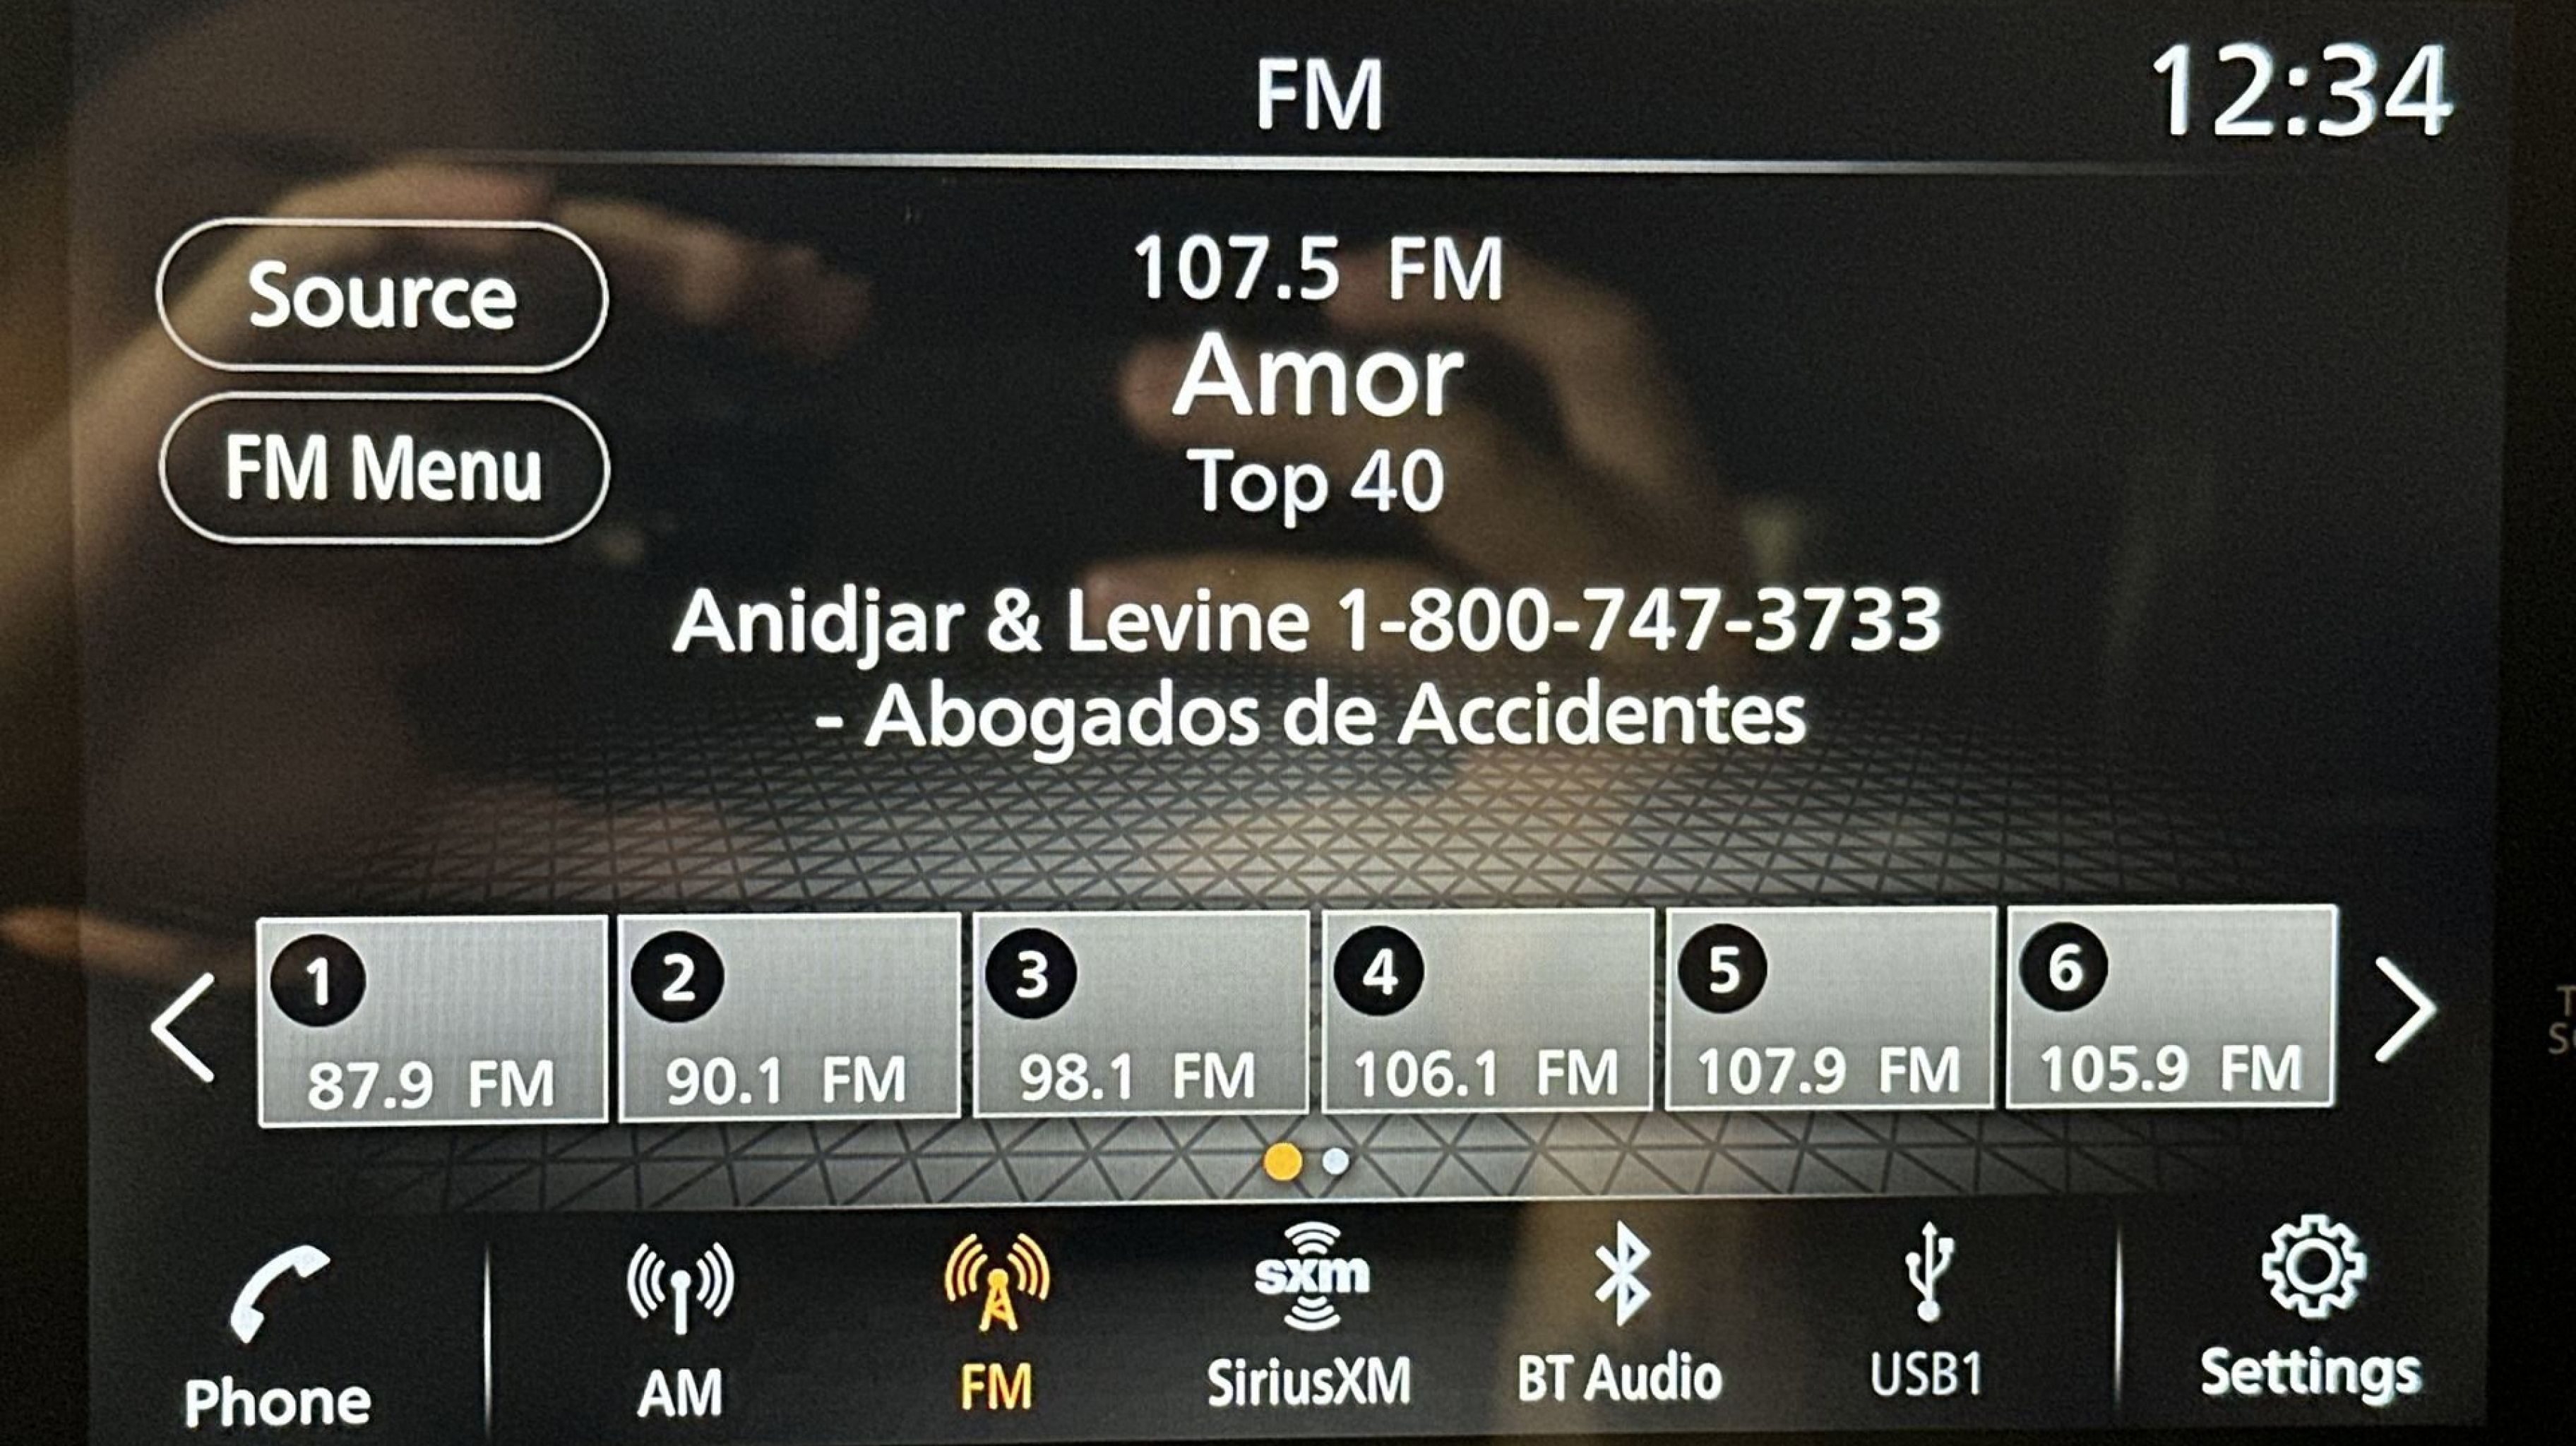 FM
12:34
Source
FM Menu
107.5 FM
Amor
Top 40
Anidjar & Levine 1-800-747-3733
- Abogados de Accidentes
1
87.9 FM
2
90.1 FM
3
98.1 FM
4
106.1 FM
5
107.9 FM
6
105.9 FM
Phone
AM
FM
sxm
SiriusXM
BT Audio
USB1
Settings